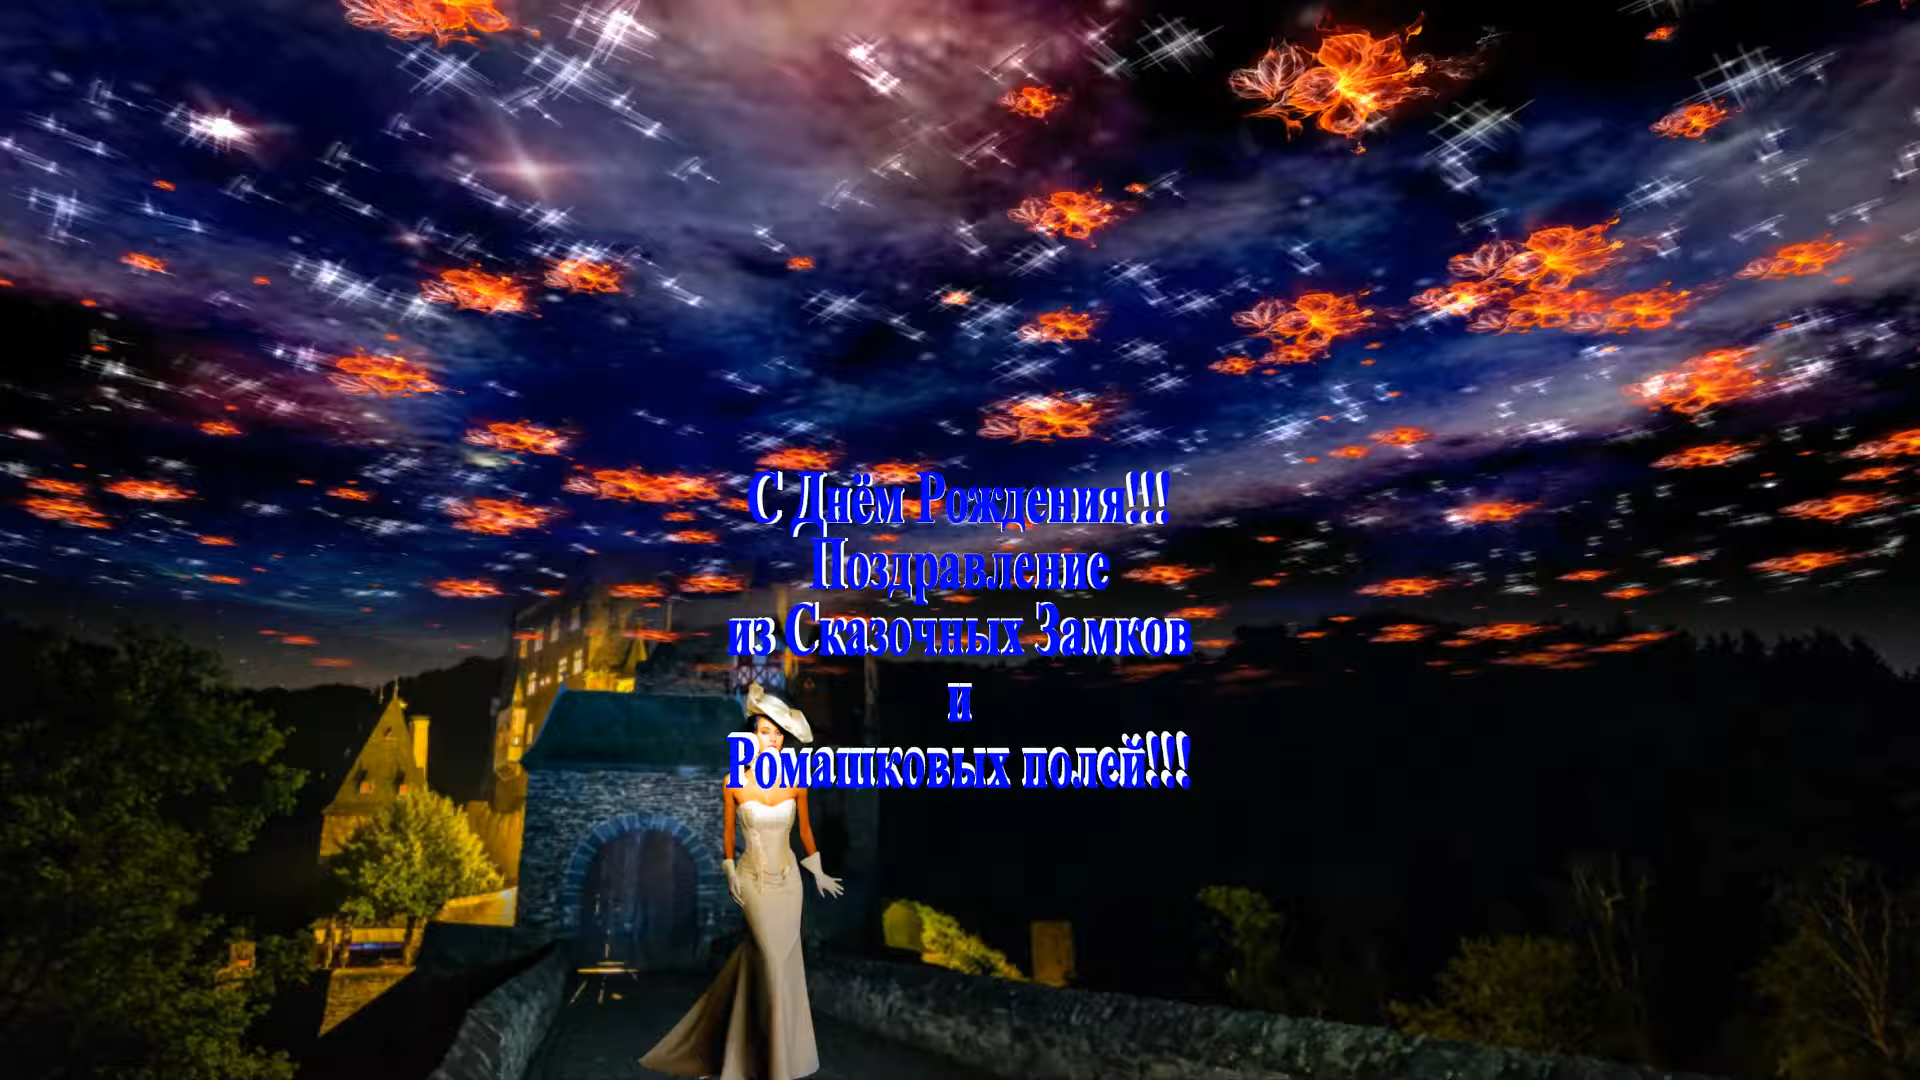 С Днём Рождения!!!
Поздравление
из Сказочных Замков
и
Ромашковых полей!!!